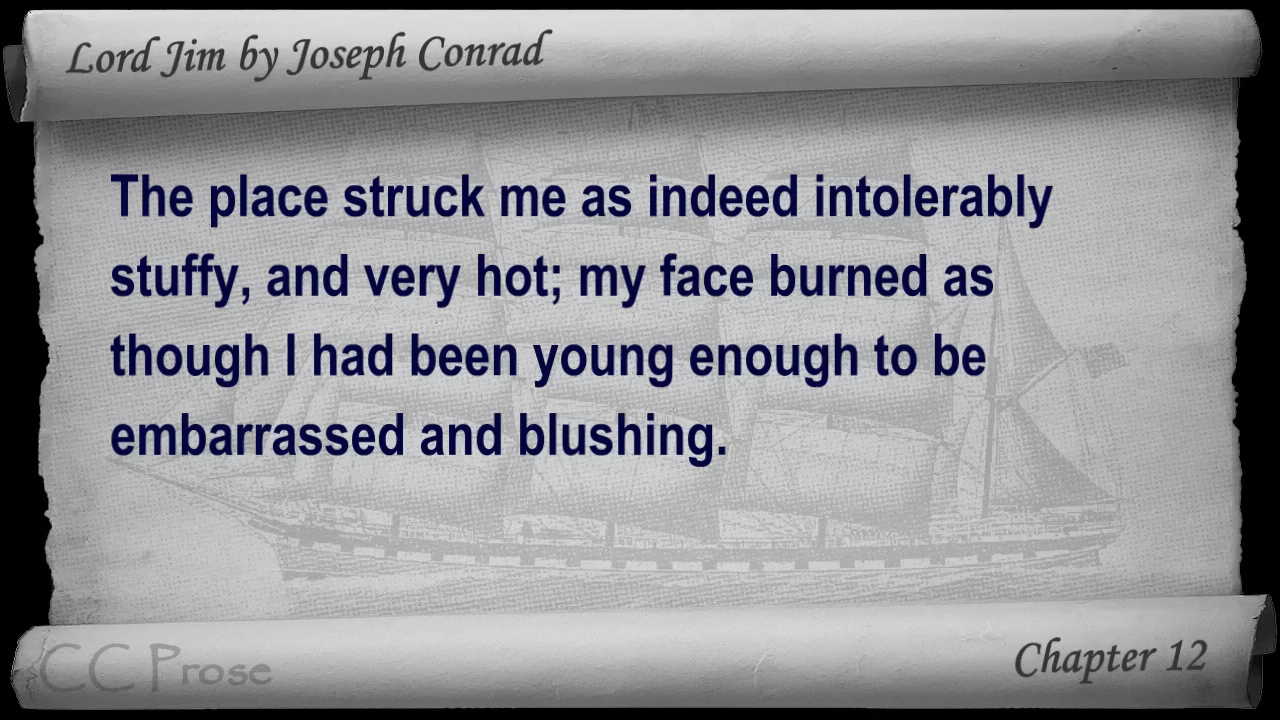 Lord Jim by Joseph Conrad
The place struck me as indeed intolerably
stuffy, and very hot; my face burned as
though I had been young enough to be
embarrassed and blushing.
CC Prose
Chapter 12